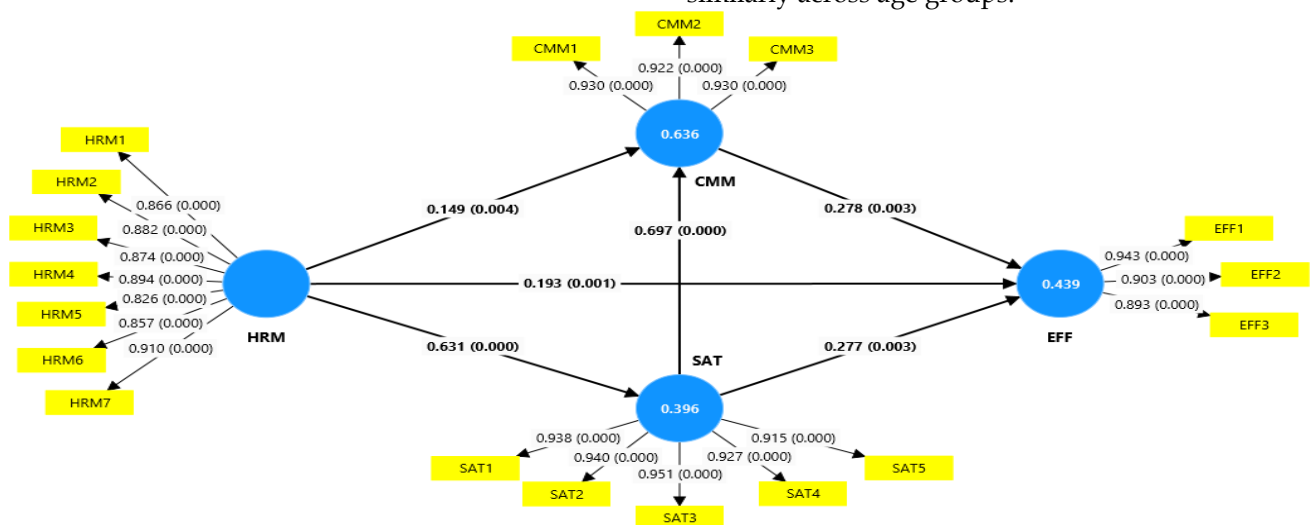 similarly across age groups.
CMM2
CMM1
CMM3
0.922 (0.000)
0.930 (0.000)
0.930 (0.000)
0.636
CMM
HRM1
HRM2
HRM3
HRM4
HRM5
HRM6
HRM7
0.866 (0.000)
0.882 (0.000)
0.874 (0.000)
0.894 (0.000)
0.826 (0.000)
0.857 (0.000)
0.910 (0.000)
HRM
0.149 (0.004)
0.697 (0.000)
0.278 (0.003)
0.193 (0.001)
0.631 (0.000)
0.277 (0.003)
0.439
EFF
EFF1
EFF2
EFF3
0.943 (0.000)
0.903 (0.000)
0.893 (0.000)
SAT
0.396
0.938 (0.000)
0.940 (0.000)
0.951 (0.000)
0.927 (0.000)
0.915 (0.000)
SAT1
SAT2
SAT3
SAT4
SAT5